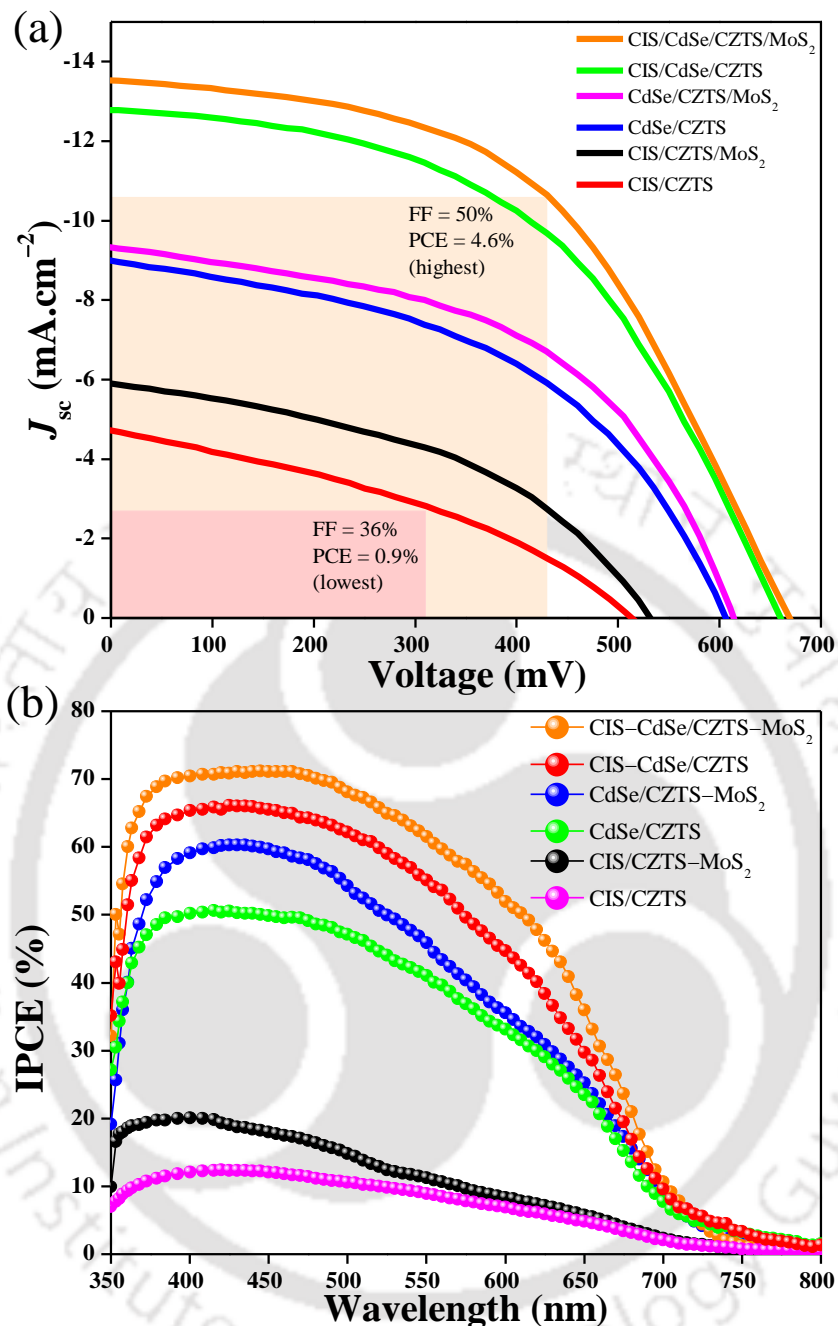 (a)
-14
-12
-10
-8
-6
-4
-2
0
J_sc (mA.cm⁻²)
CIS/CdSe/CZTS/MoS₂
CIS/CdSe/CZTS
CdSe/CZTS/MoS₂
CdSe/CZTS
CIS/CZTS/MoS₂
CIS/CZTS
FF = 50%
PCE = 4.6%
(highest)
FF = 36%
PCE = 0.9%
(lowest)
0 100 200 300 400 500 600 700
Voltage (mV)
(b)
80
70
60
50
40
30
20
10
0
IPCE (%)
CIS–CdSe/CZTS–MoS₂
CIS–CdSe/CZTS
CdSe/CZTS–MoS₂
CdSe/CZTS
CIS/CZTS–MoS₂
CIS/CZTS
350 400 450 500 550 600 650 700 750 800
Wavelength (nm)